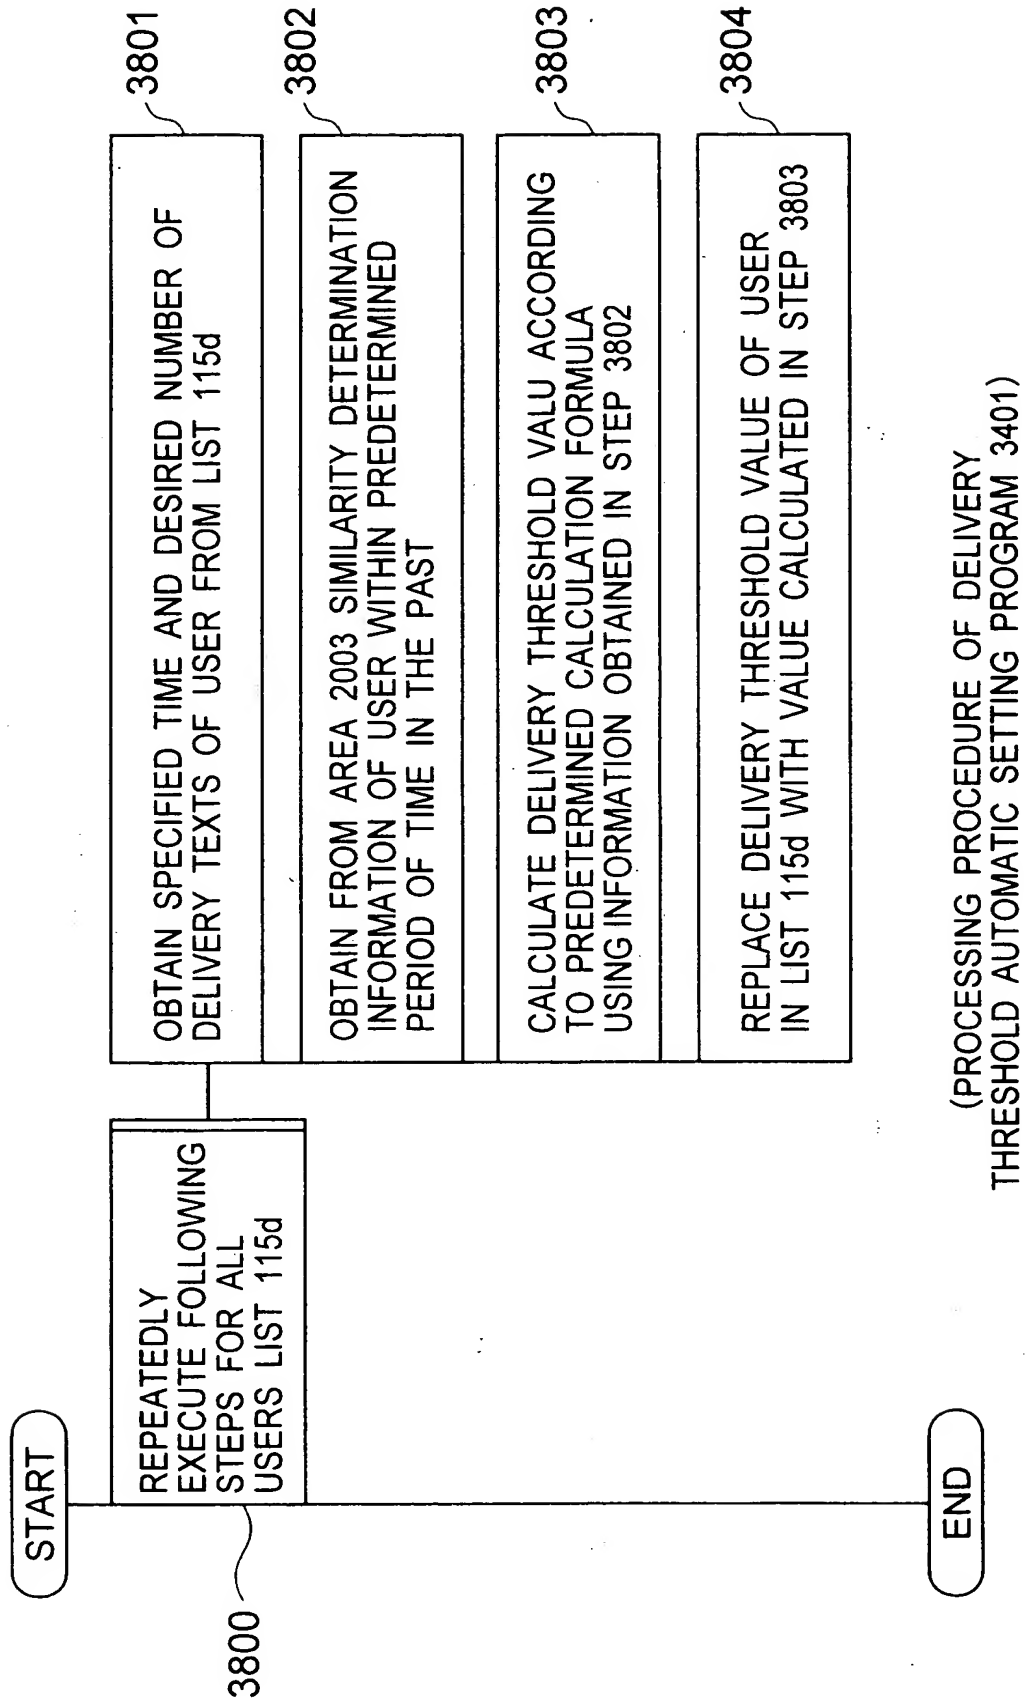 START
3800
REPEATEDLY
EXECUTE FOLLOWING
STEPS FOR ALL
USERS LIST 115d
3801
OBTAIN SPECIFIED TIME AND DESIRED NUMBER OF
DELIVERY TEXTS OF USER FROM LIST 115d
3802
OBTAIN FROM AREA 2003 SIMILARITY DETERMINATION
INFORMATION OF USER WITHIN PREDETERMINED
PERIOD OF TIME IN THE PAST
3803
CALCULATE DELIVERY THRESHOLD VALU ACCORDING
TO PREDETERMINED CALCULATION FORMULA
USING INFORMATION OBTAINED IN STEP 3802
3804
REPLACE DELIVERY THRESHOLD VALUE OF USER
IN LIST 115d WITH VALUE CALCULATED IN STEP 3803
END
(PROCESSING PROCEDURE OF DELIVERY
THRESHOLD AUTOMATIC SETTING PROGRAM 3401)